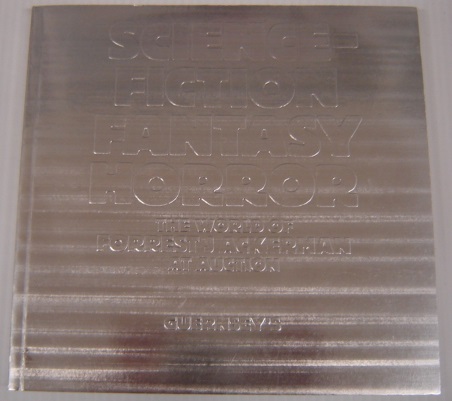 SCIENCE-
FICTION
FANTASY
HORROR
THE WORLD OF
FORREST J ACKERMAN
AT AUCTION
GUERNSEY'S